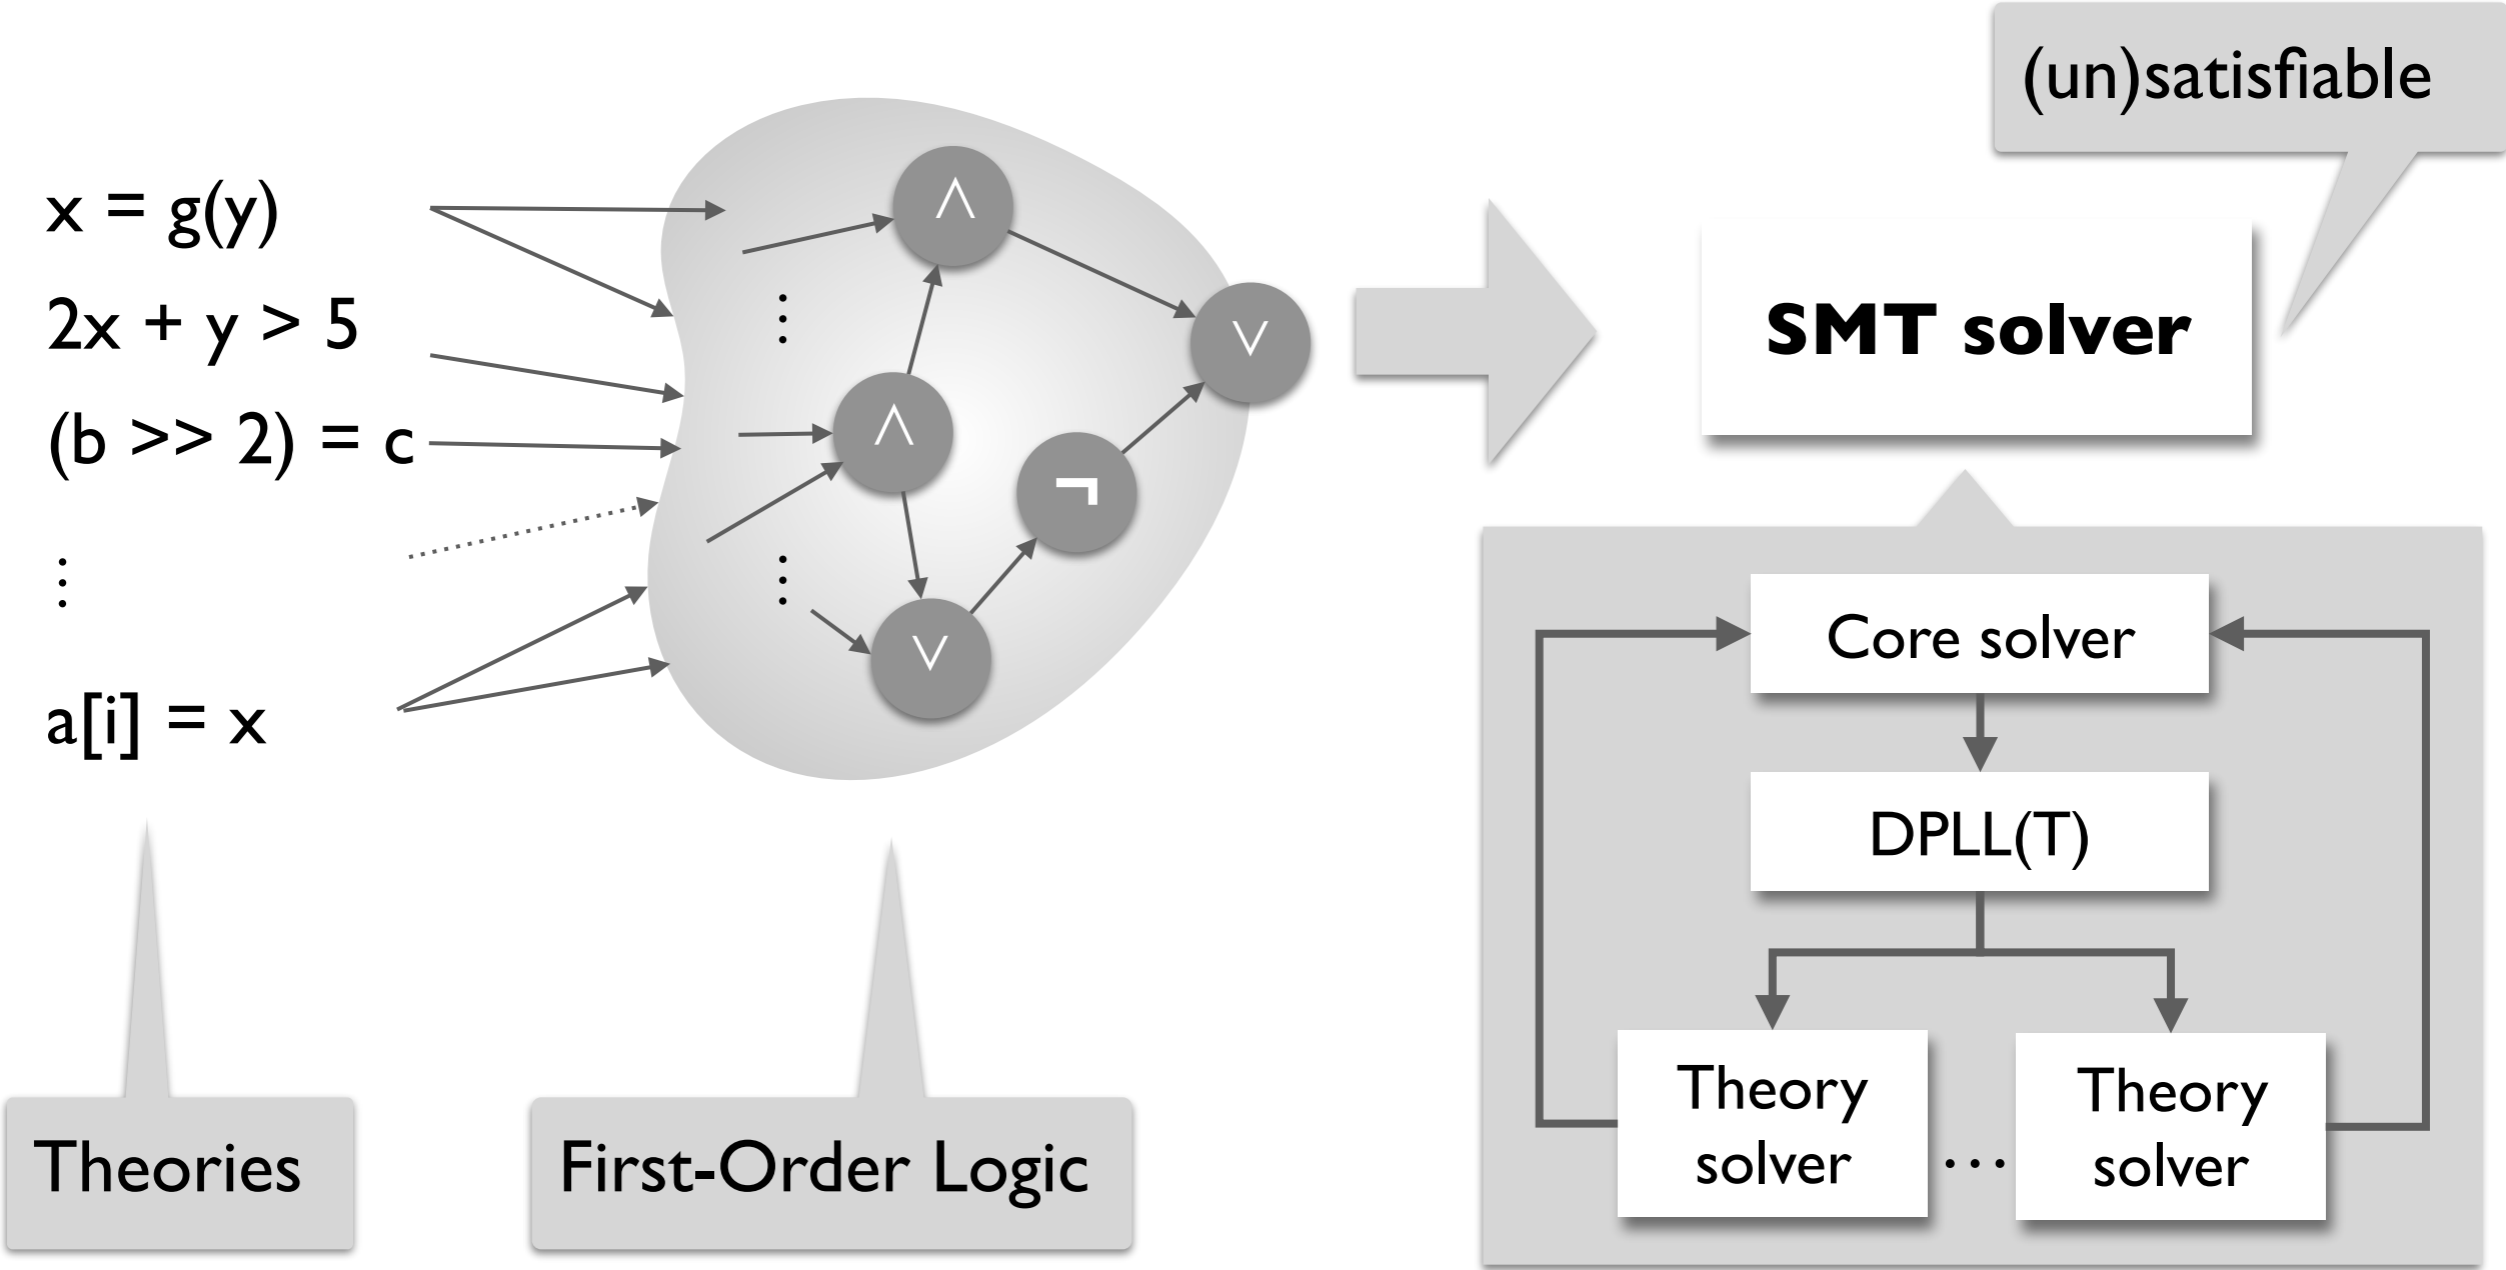 (un)satisfiable
x = g(y)
2x + y > 5
(b >> 2) = c
⋮
a[i] = x
∧
⋮
∨
∧
¬
⋮
∨
SMT solver
Core solver
DPLL(T)
Theory
solver
…
Theory
solver
Theories
First-Order Logic